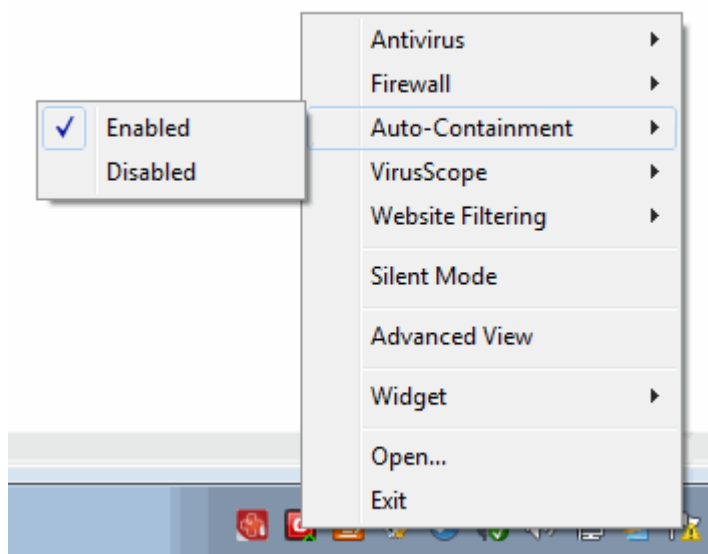 Antivirus
Firewall
Auto-Containment
Enabled
Disabled
VirusScope
Website Filtering
Silent Mode
Advanced View
Widget
Open...
Exit